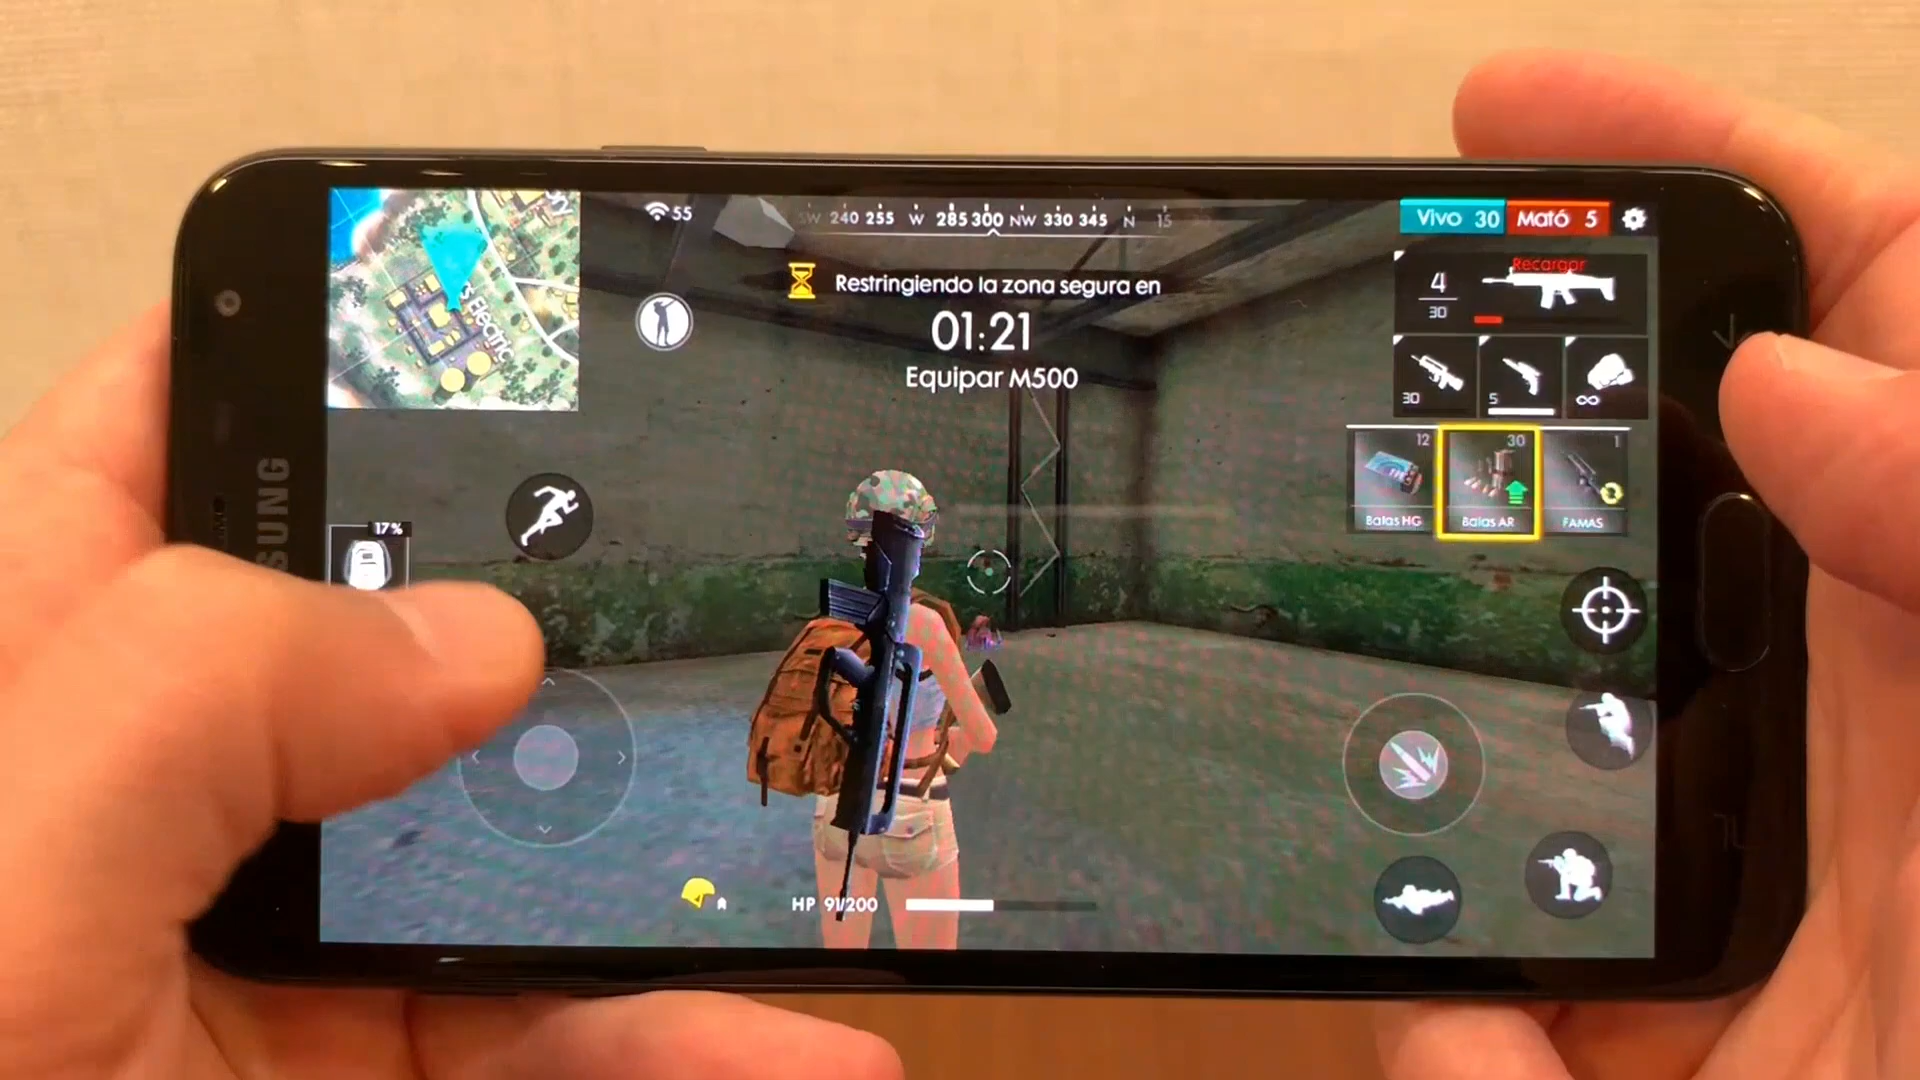 SAMSUNG
55
SW 240 255 W 285 300 NW 330 345 N 15
Vivo 30 Mató 5
Restringiendo la zona segura en
01:21
Equipar M500
Recargar
4
30
30
5
∞
12
Balas HG
30
Balas AR
1
FAMAS
17%
HP 91/200